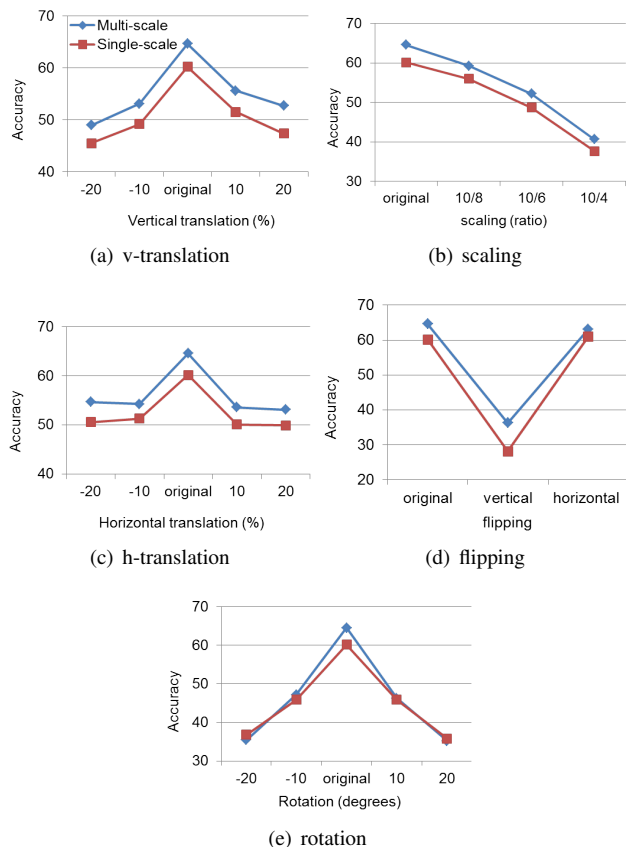 70
60
50
40
Accuracy
Multi-scale
Single-scale
-20 -10 original 10 20
Vertical translation (%)
(a) v-translation
70
60
50
40
30
Accuracy
original 10/8 10/6 10/4
scaling (ratio)
(b) scaling
70
60
50
40
Accuracy
-20 -10 original 10 20
Horizontal translation (%)
(c) h-translation
70
60
50
40
30
20
Accuracy
original vertical horizontal
flipping
(d) flipping
70
60
50
40
30
Accuracy
-20 -10 original 10 20
Rotation (degrees)
(e) rotation